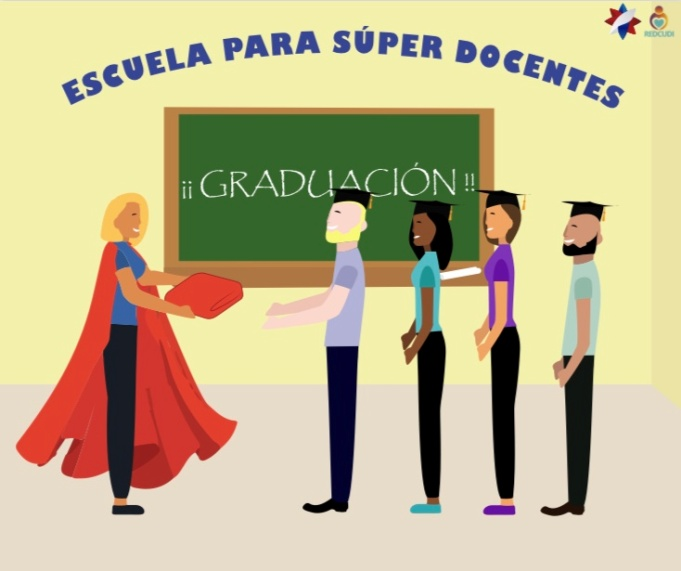 ESCUELA PARA SÚPER DOCENTES
REDCUDI
¡¡ GRADUACIÓN !!